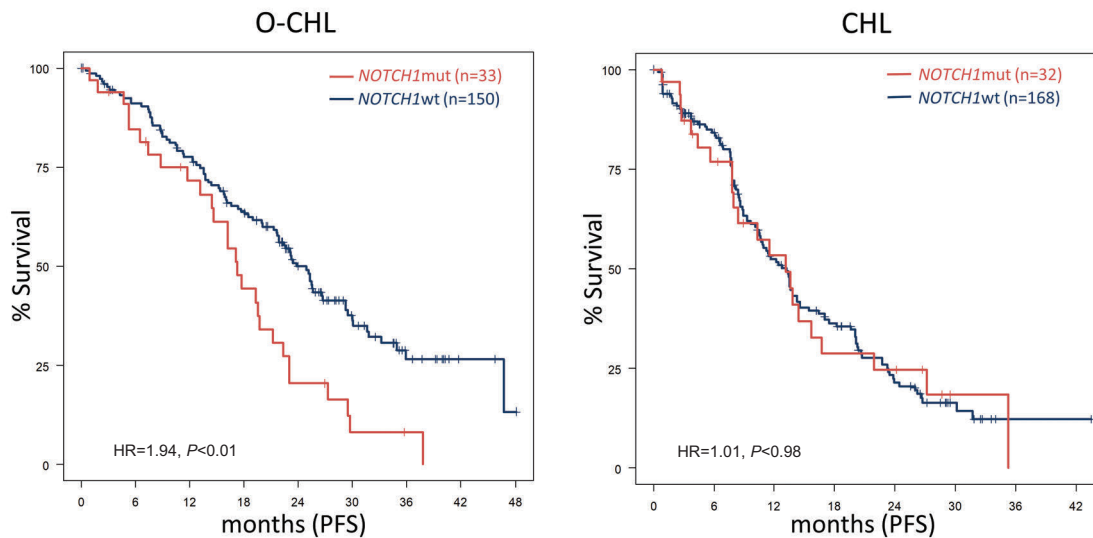 O-CHL
NOTCH1mut (n=33)
NOTCH1wt (n=150)
% Survival
100
75
50
25
0
HR=1.94, P<0.01
0 6 12 18 24 30 36 42 48
months (PFS)
CHL
NOTCH1mut (n=32)
NOTCH1wt (n=168)
% Survival
100
75
50
25
0
HR=1.01, P<0.98
0 6 12 18 24 30 36 42
months (PFS)